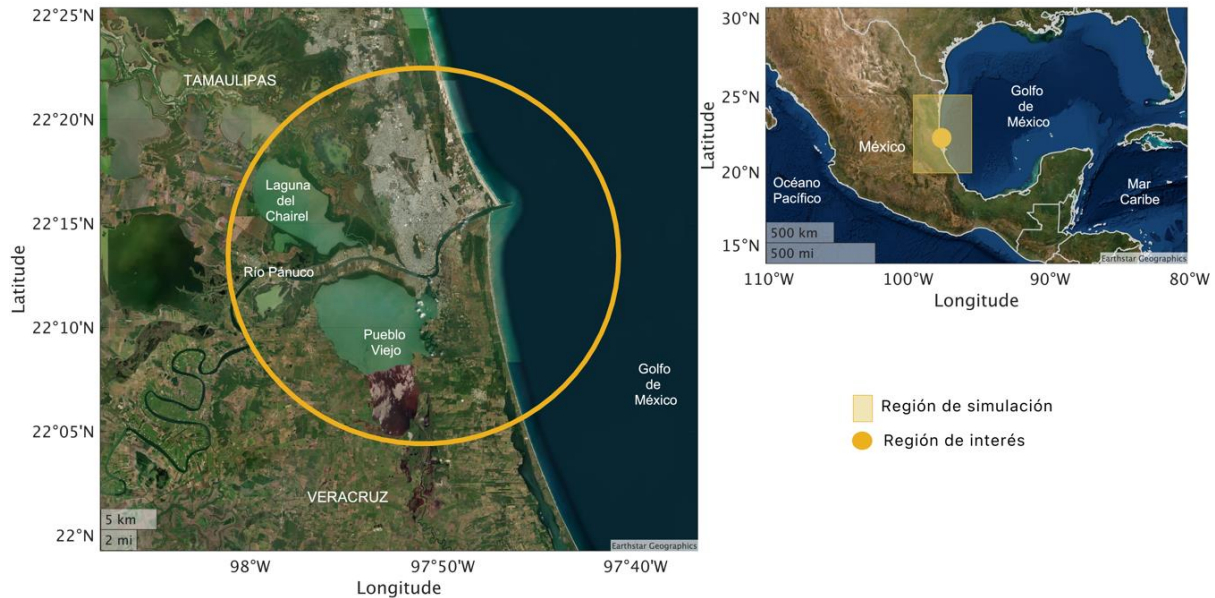 22°25'N
22°20'N
22°15'N
22°10'N
22°05'N
22°N
Latitude
TAMAULIPAS
Laguna
del
Chairel
Río Pánuco
Pueblo
Viejo
Golfo
de
México
VERACRUZ
5 km
2 mi
Earthstar Geographics
98°W
97°50'W
97°40'W
Longitude
30°N
25°N
20°N
15°N
Latitude
Golfo
de
México
México
Océano
Pacífico
Mar
Caribe
500 km
500 mi
Earthstar Geographics
110°W
100°W
90°W
80°W
Longitude
Región de simulación
Región de interés